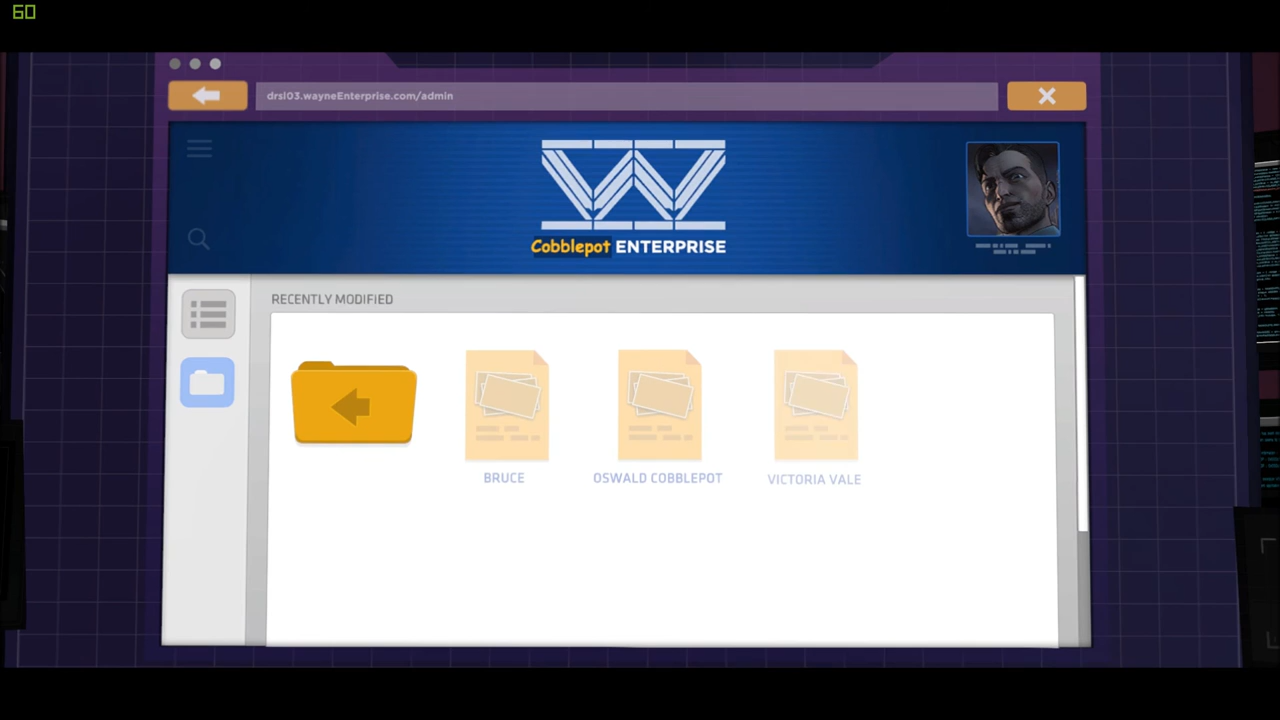 60
drsl03.wayneEnterprise.com/admin
Cobblepot ENTERPRISE
RECENTLY MODIFIED
BRUCE
OSWALD COBBLEPOT
VICTORIA VALE